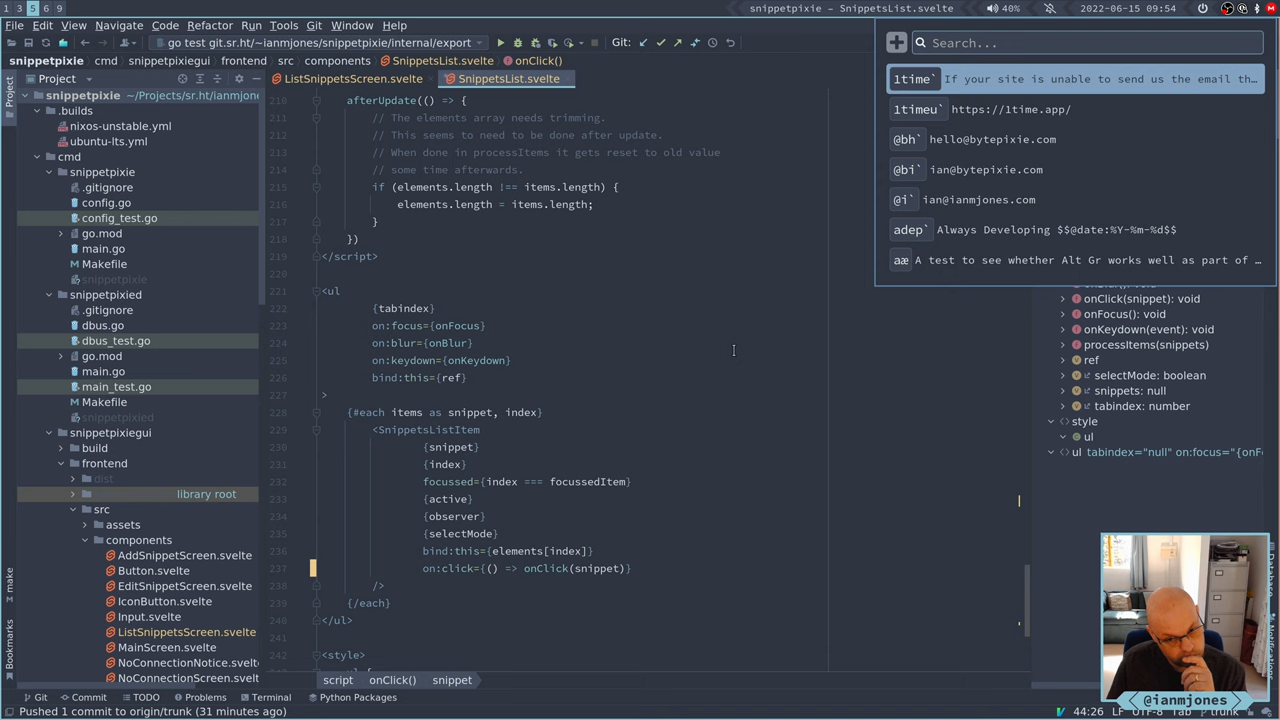 1 3 5 6 9
snippetpixie – SnippetsList.svelte
40%
2022-06-15 09:54
File Edit View Navigate Code Refactor Run Tools Git Window Help
go test git.sr.ht/~ianmjones/snippetpixie/internal/export
Git:
snippetpixie cmd snippetpixiegui frontend src components SnippetsList.svelte onClick()
Project
ListSnippetsScreen.svelte
SnippetsList.svelte
Project
snippetpixie ~/Projects/sr.ht/ianmjo
.builds
nixos-unstable.yml
ubuntu-lts.yml
cmd
snippetpixie
.gitignore
config.go
config_test.go
go.mod
main.go
Makefile
snippetpixie
snippetpixied
.gitignore
dbus.go
dbus_test.go
go.mod
main.go
main_test.go
Makefile
snippetpixied
snippetpixiegui
build
frontend
dist
library root
src
assets
components
AddSnippetScreen.svelte
Button.svelte
EditSnippetScreen.svelte
IconButton.svelte
Input.svelte
ListSnippetsScreen.svelte
MainScreen.svelte
NoConnectionNotice.svelte
NoConnectionScreen.svelte
make
Bookmarks
210 afterUpdate(() => {
211 // The elements array needs trimming.
212 // This seems to need to be done after update.
213 // When done in processItems it gets reset to old value
214 // some time afterwards.
215 if (elements.length !== items.length) {
216 elements.length = items.length;
217 }
218 })
219 </script>
220
221 <ul
222 {tabindex}
223 on:focus={onFocus}
224 on:blur={onBlur}
225 on:keydown={onKeydown}
226 bind:this={ref}
227 >
228 {#each items as snippet, index}
229 <SnippetsListItem
230 {snippet}
231 {index}
232 focussed={index === focussedItem}
233 {active}
234 {observer}
235 {selectMode}
236 bind:this={elements[index]}
237 on:click={() => onClick(snippet)}
238 />
239 {/each}
240 </ul>
241
242 <style>
script onClick() snippet
Search...
1time` If your site is unable to send us the email th…
1timeu` https://1time.app/
@bh` hello@bytepixie.com
@bi` ian@bytepixie.com
@i` ian@ianmjones.com
adep` Always Developing $$@date:%Y-%m-%d$$
aæ A test to see whether Alt Gr works well as part of …
onClick(snippet): void
onFocus(): void
onKeydown(event): void
processItems(snippets)
ref
selectMode: boolean
snippets: null
tabindex: number
style
ul
ul tabindex="null" on:focus="{onF
Database
Notifications
@ianmjones
Git Commit TODO Problems Terminal Python Packages
Pushed 1 commit to origin/trunk (31 minutes ago)
44:26 LF UTF-8 Tab trunk